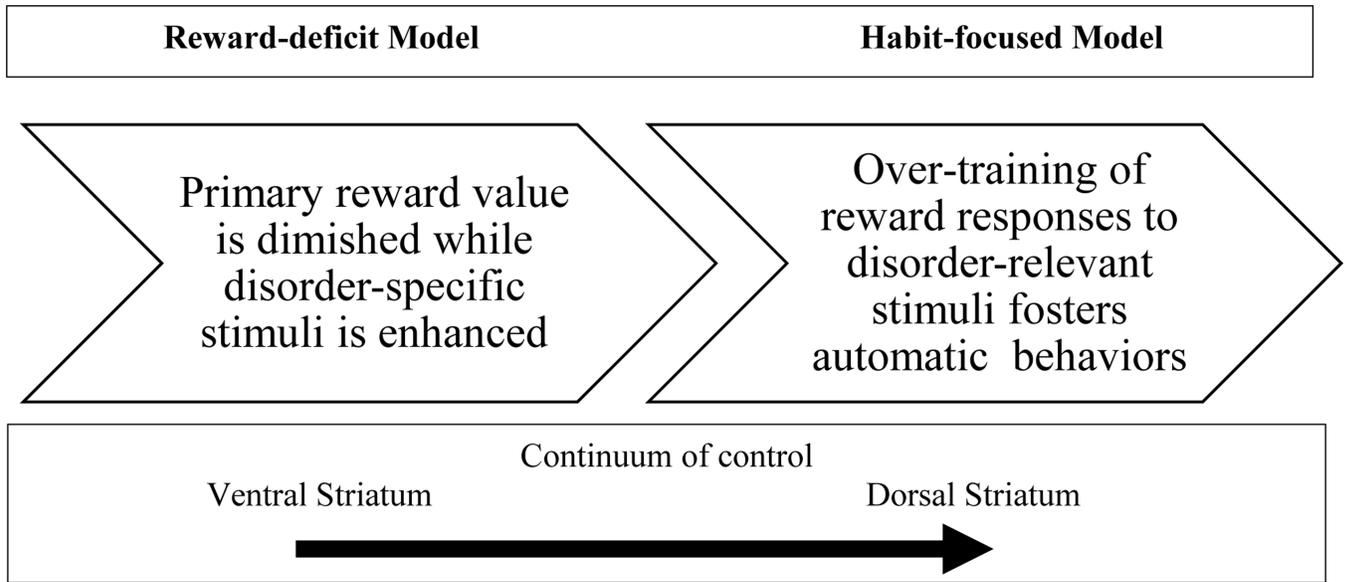 Reward-deficit Model
Habit-focused Model
Primary reward value
is dimished while
disorder-specific
stimuli is enhanced
Over-training of
reward responses to
disorder-relevant
stimuli fosters
automatic  behaviors
Continuum of control
Ventral Striatum
Dorsal Striatum